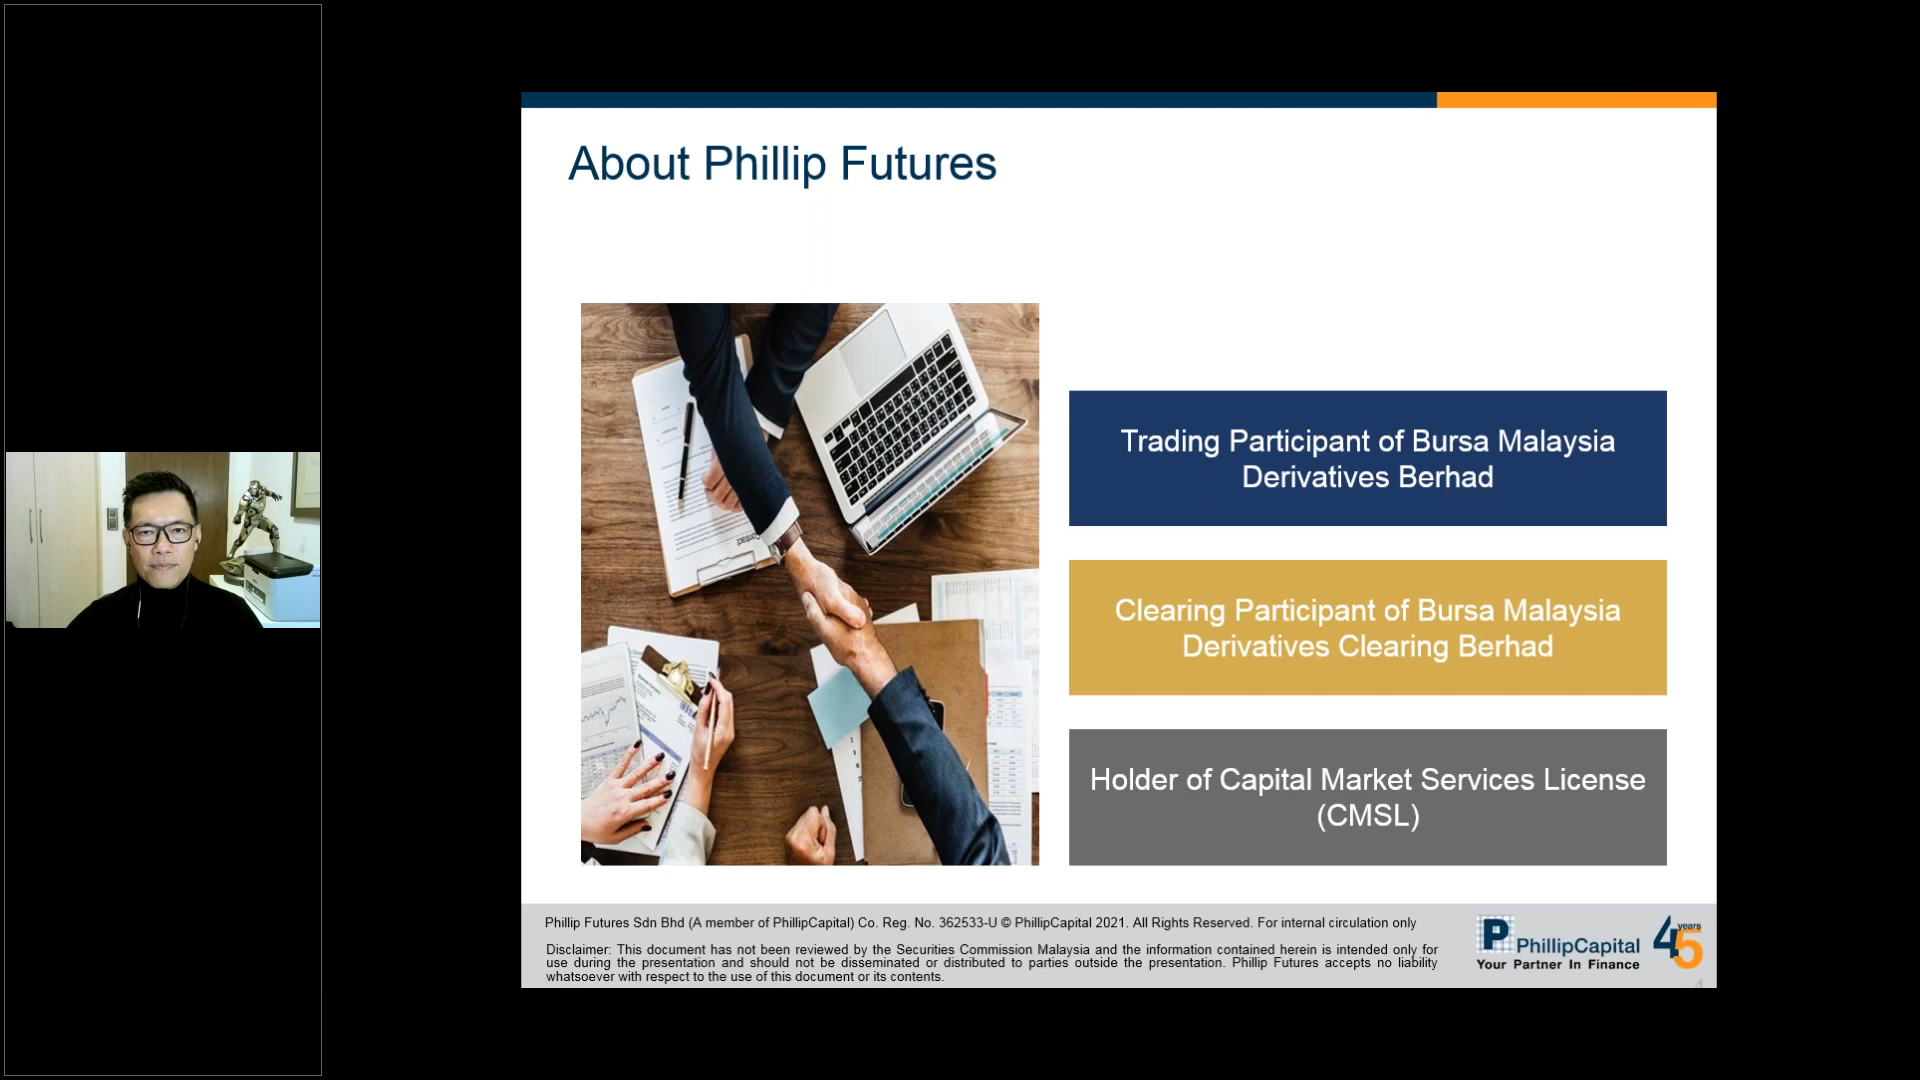 About Phillip Futures
Trading Participant of Bursa Malaysia
Derivatives Berhad
Clearing Participant of Bursa Malaysia
Derivatives Clearing Berhad
Holder of Capital Market Services License
(CMSL)
Phillip Futures Sdn Bhd (A member of PhillipCapital) Co. Reg. No. 362533-U © PhillipCapital 2021. All Rights Reserved. For internal circulation only
Disclaimer: This document has not been reviewed by the Securities Commission Malaysia and the information contained herein is intended only for
use during the presentation and should not be disseminated or distributed to parties outside the presentation. Phillip Futures accepts no liability
whatsoever with respect to the use of this document or its contents.
P PhillipCapital
Your Partner In Finance
45 years
4